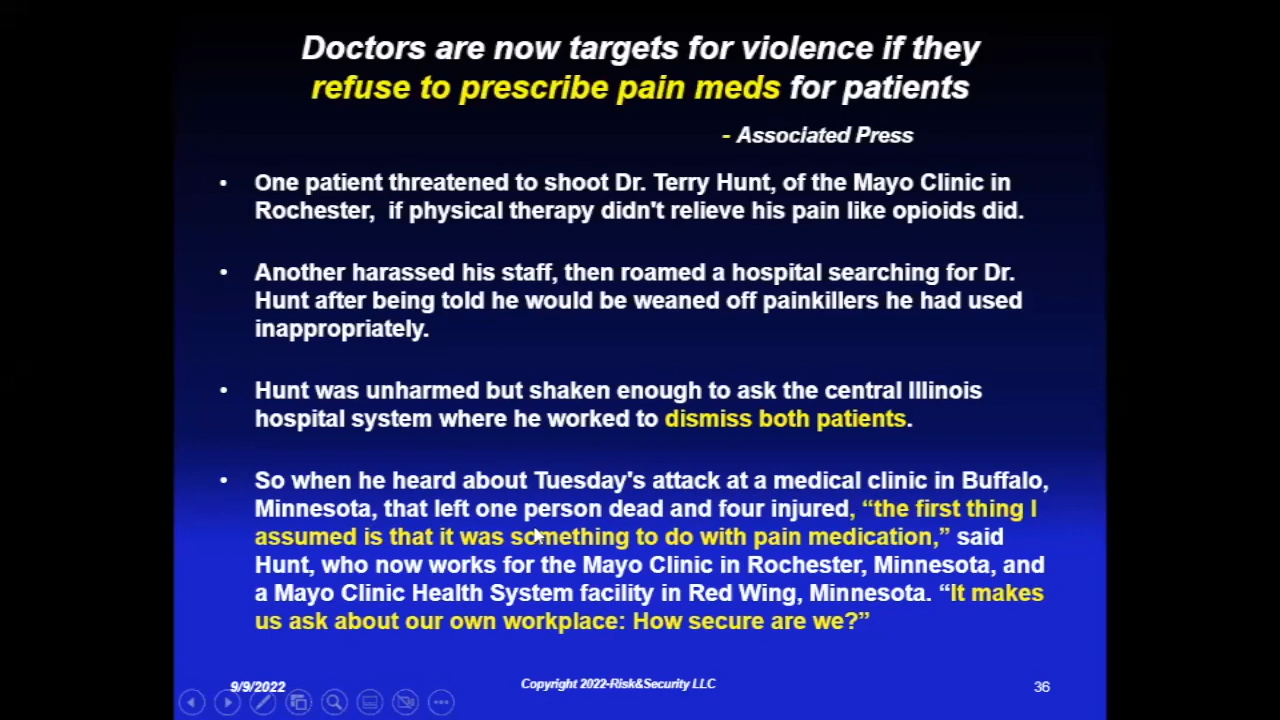 Doctors are now targets for violence if they
refuse to prescribe pain meds for patients
- Associated Press
• One patient threatened to shoot Dr. Terry Hunt, of the Mayo Clinic in
Rochester, if physical therapy didn't relieve his pain like opioids did.
• Another harassed his staff, then roamed a hospital searching for Dr.
Hunt after being told he would be weaned off painkillers he had used
inappropriately.
• Hunt was unharmed but shaken enough to ask the central Illinois
hospital system where he worked to dismiss both patients.
• So when he heard about Tuesday's attack at a medical clinic in Buffalo,
Minnesota, that left one person dead and four injured, “the first thing I
assumed is that it was something to do with pain medication,” said
Hunt, who now works for the Mayo Clinic in Rochester, Minnesota, and
a Mayo Clinic Health System facility in Red Wing, Minnesota. “It makes
us ask about our own workplace: How secure are we?”
9/9/2022
Copyright 2022-Risk&Security LLC
36